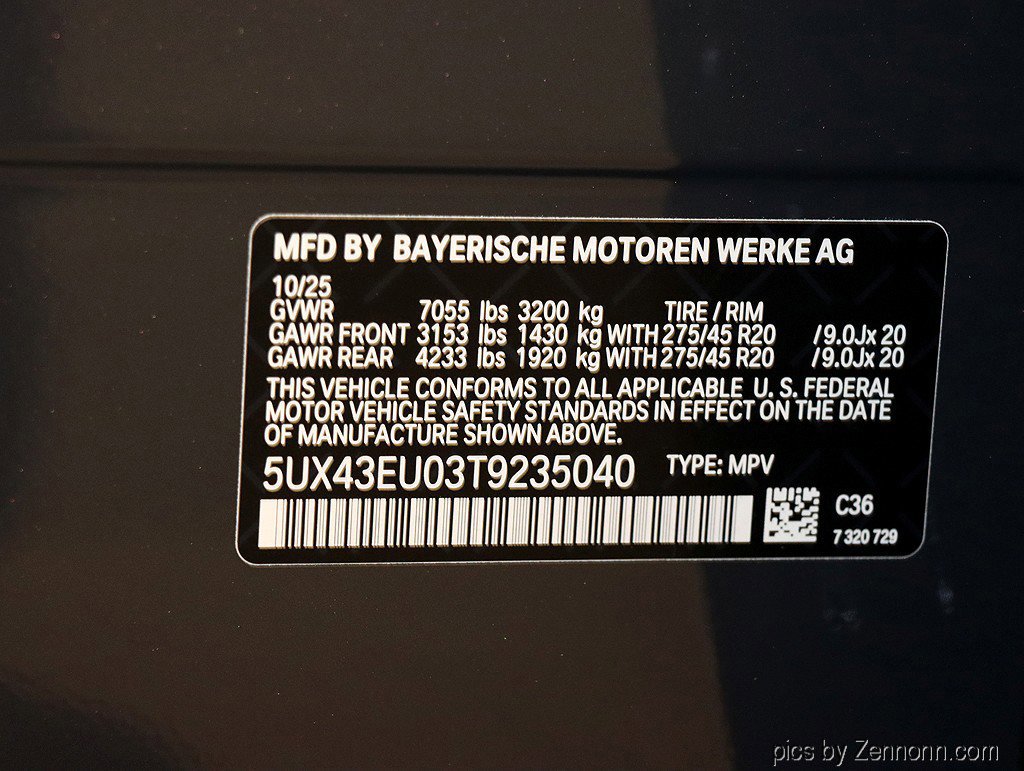 MFD BY BAYERISCHE MOTOREN WERKE AG
10/25
GVWR 7055 lbs 3200 kg TIRE / RIM
GAWR FRONT 3153 lbs 1430 kg WITH 275/45 R20 /9.0Jx 20
GAWR REAR 4233 lbs 1920 kg WITH 275/45 R20 /9.0Jx 20
THIS VEHICLE CONFORMS TO ALL APPLICABLE U. S. FEDERAL
MOTOR VEHICLE SAFETY STANDARDS IN EFFECT ON THE DATE
OF MANUFACTURE SHOWN ABOVE.
5UX43EU03T9235040 TYPE: MPV
C36
7 320 729
pics by Zennonn.com